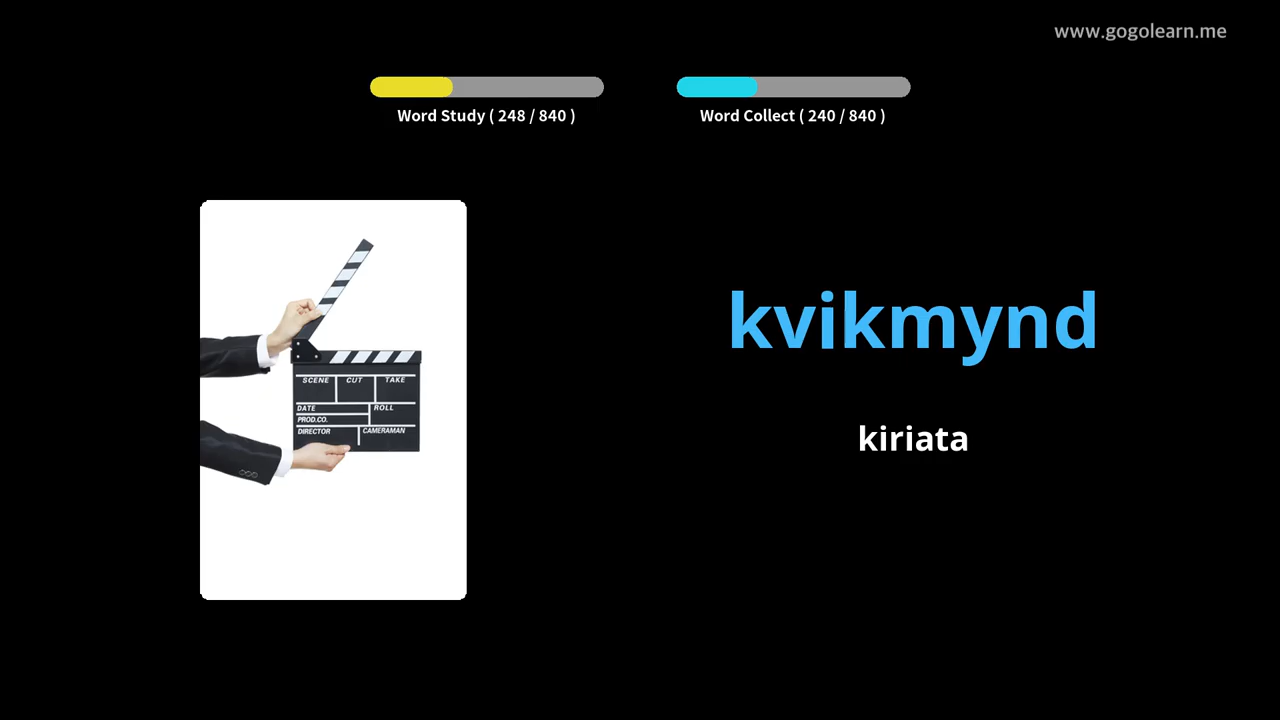 www.gogolearn.me
Word Study ( 248 / 840 )
Word Collect ( 240 / 840 )
SCENE CUT TAKE
DATE ROLL
PROD.CO.
DIRECTOR CAMERAMAN
kvikmynd
kiriata